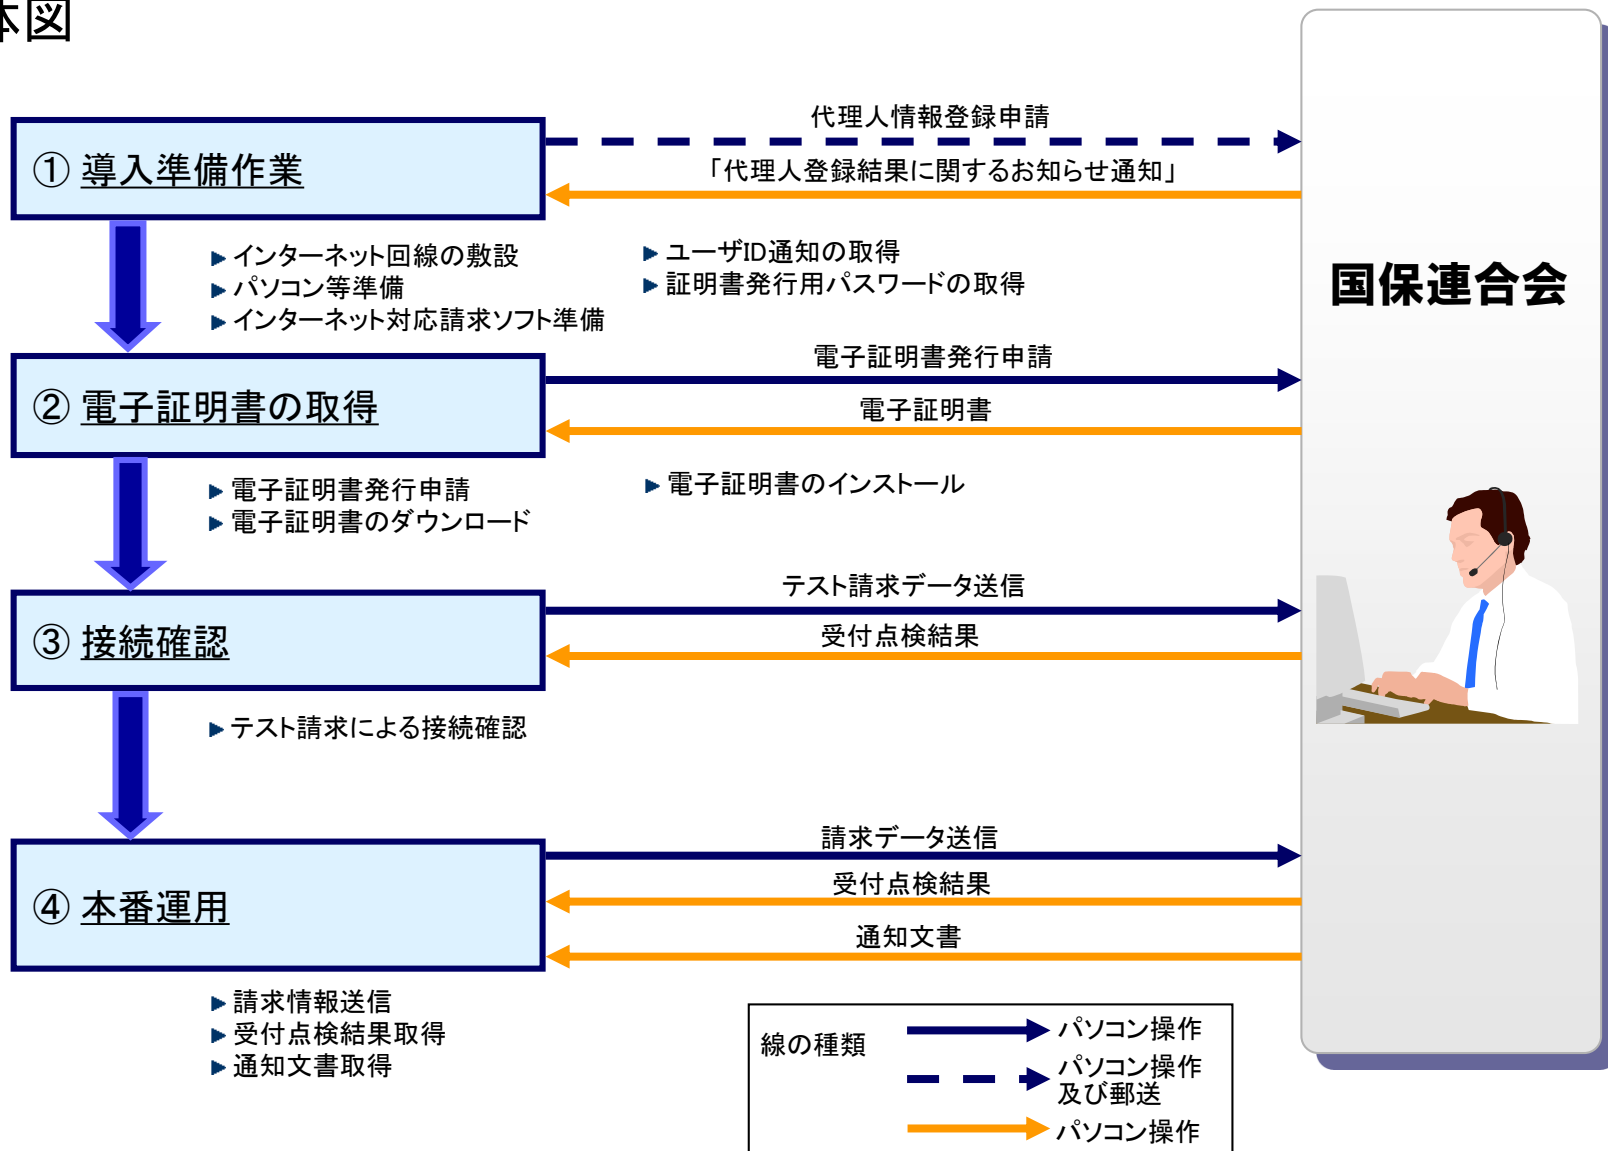 本図
① 導入準備作業
代理人情報登録申請
「代理人登録結果に関するお知らせ通知」
インターネット回線の敷設
パソコン等準備
インターネット対応請求ソフト準備
ユーザID通知の取得
証明書発行用パスワードの取得
国保連合会
② 電子証明書の取得
電子証明書発行申請
電子証明書
電子証明書発行申請
電子証明書のダウンロード
電子証明書のインストール
③ 接続確認
テスト請求データ送信
受付点検結果
テスト請求による接続確認
④ 本番運用
請求データ送信
受付点検結果
通知文書
請求情報送信
受付点検結果取得
通知文書取得
線の種類
パソコン操作
パソコン操作
及び郵送
パソコン操作